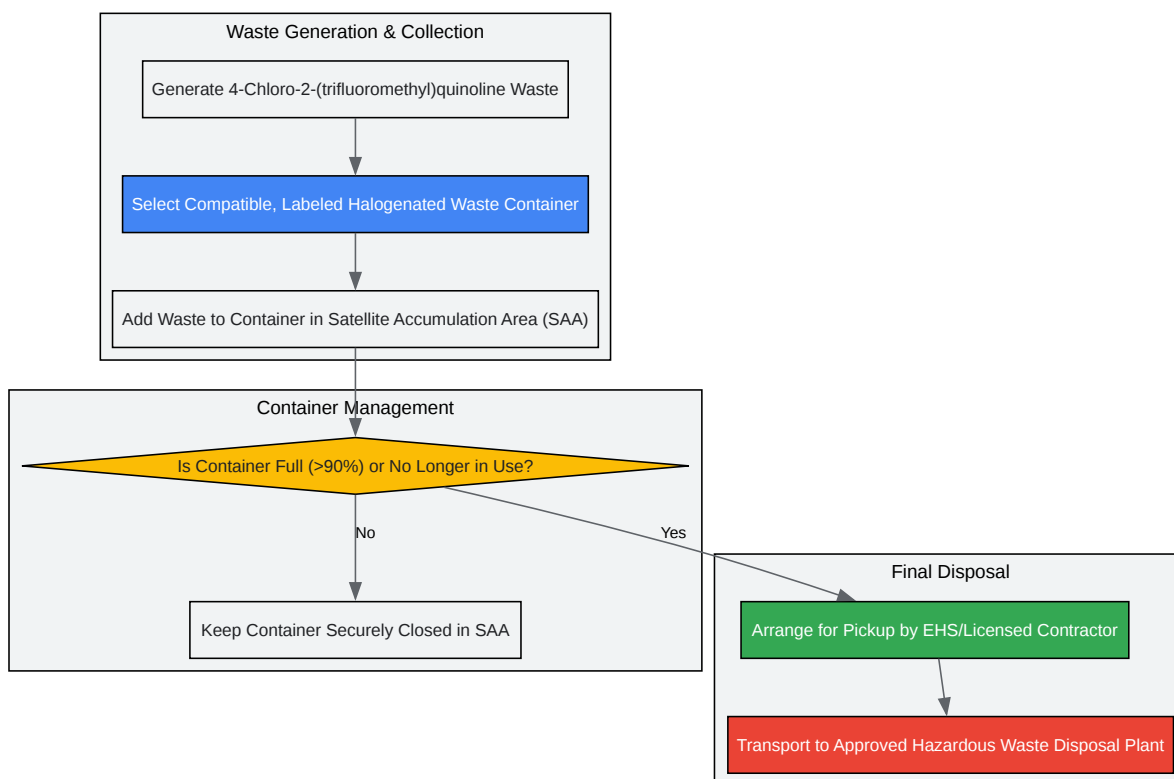 Waste Generation & Collection
Generate 4-Chloro-2-(trifluoromethyl)quinoline Waste
Select Compatible, Labeled Halogenated Waste Container
Add Waste to Container in Satellite Accumulation Area (SAA)
Container Management
Is Container Full (>90%) or No Longer in Use?
No
Yes
Keep Container Securely Closed in SAA
Final Disposal
Arrange for Pickup by EHS/Licensed Contractor
Transport to Approved Hazardous Waste Disposal Plant